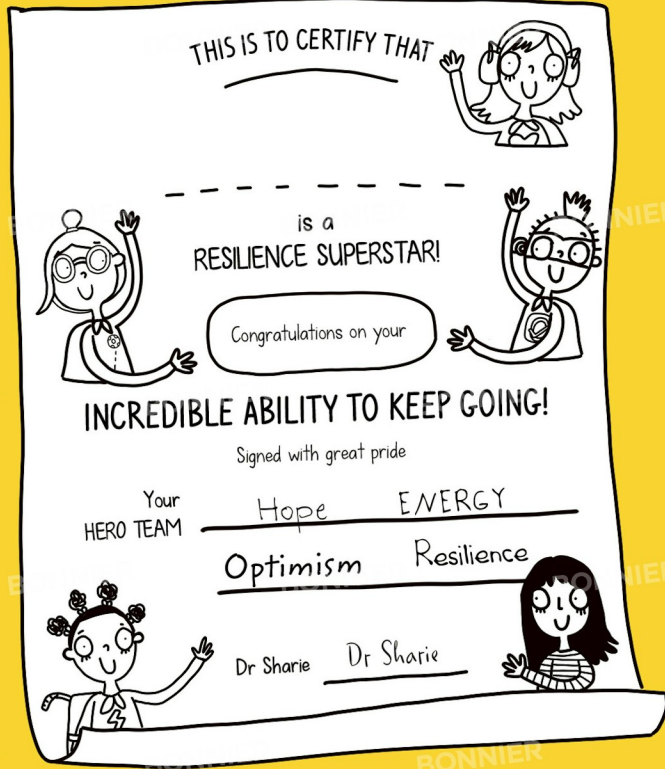 THIS IS TO CERTIFY THAT
is a
RESILIENCE SUPERSTAR!
Congratulations on your
INCREDIBLE ABILITY TO KEEP GOING!
Signed with great pride
Your
HERO TEAM
Hope ENERGY
Optimism Resilience
Dr Sharie Dr Sharie
BONNIER